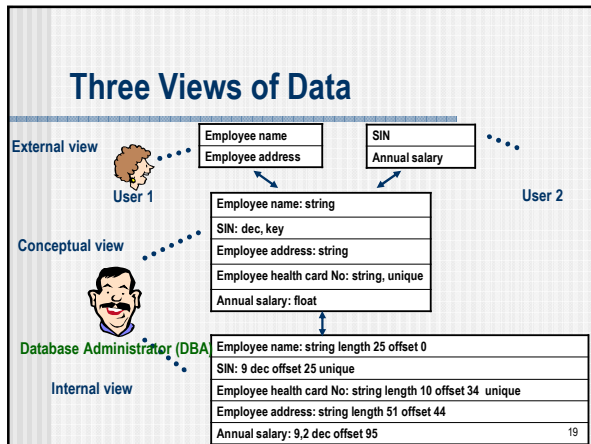 Three Views of Data
External view
Employee name
Employee address
SIN
Annual salary
User 1
User 2
Conceptual view
Employee name: string
SIN: dec, key
Employee address: string
Employee health card No: string, unique
Annual salary: float
Database Administrator (DBA)
Internal view
Employee name: string length 25 offset 0
SIN: 9 dec offset 25 unique
Employee health card No: string length 10 offset 34 unique
Employee address: string length 51 offset 44
Annual salary: 9,2 dec offset 95
19